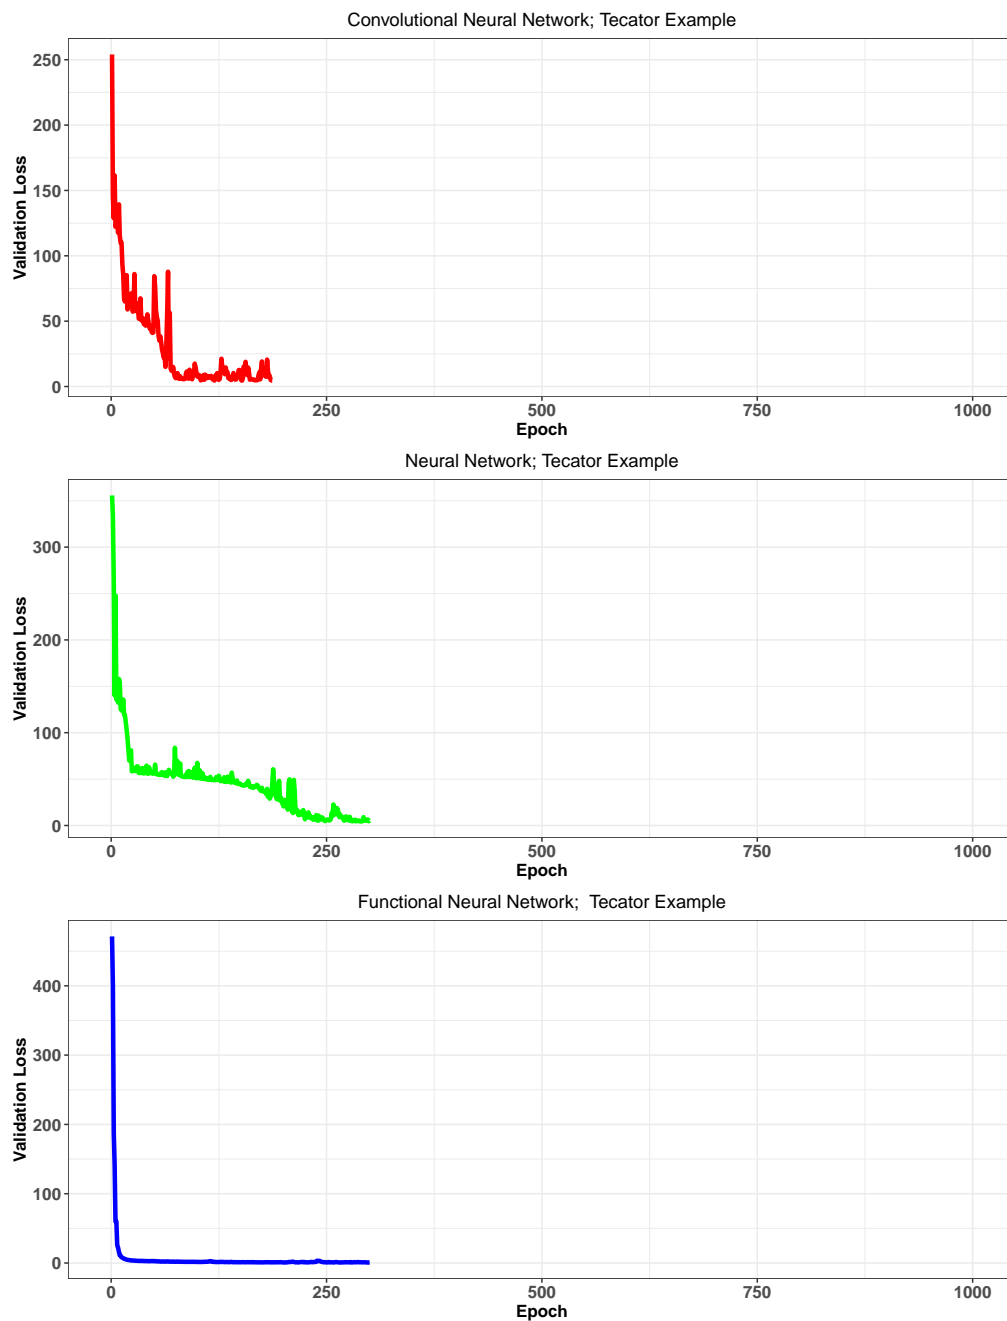 Convolutional Neural Network; Tecator Example
250
200
150
100
50
0
Validation Loss
0 250 500 750 1000
Epoch
Neural Network; Tecator Example
300
200
100
0
Validation Loss
0 250 500 750 1000
Epoch
Functional Neural Network;  Tecator Example
400
300
200
100
0
Validation Loss
0 250 500 750 1000
Epoch